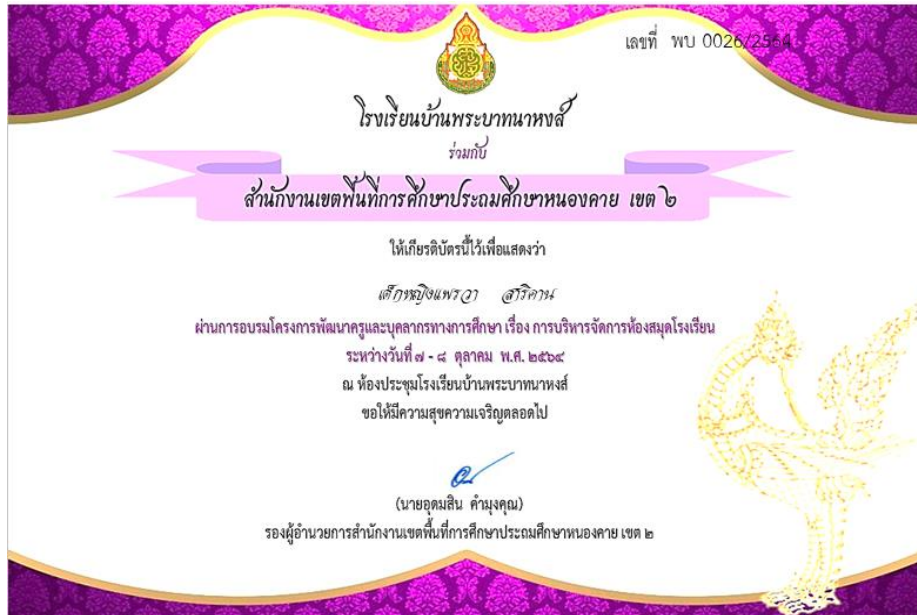 เลขที่ พบ 0026/2564
โรงเรียนบ้านพระบาทนาหงส์
ร่วมกับ
สำนักงานเขตพื้นที่การศึกษาประถมศึกษาหนองคาย เขต ๒
ให้เกียรติบัตรนี้ไว้เพื่อแสดงว่า
เด็กหญิงแพรวา สาริคาน
ผ่านการอบรมโครงการพัฒนาครูและบุคลากรทางการศึกษา เรื่อง การบริหารจัดการห้องสมุดโรงเรียน
ระหว่างวันที่ ๗ - ๘ ตุลาคม พ.ศ. ๒๕๖๔
ณ ห้องประชุมโรงเรียนบ้านพระบาทนาหงส์
ขอให้มีความสุขความเจริญตลอดไป
(นายอุดมสิน คำมุงคุณ)
รองผู้อำนวยการสำนักงานเขตพื้นที่การศึกษาประถมศึกษาหนองคาย เขต ๒